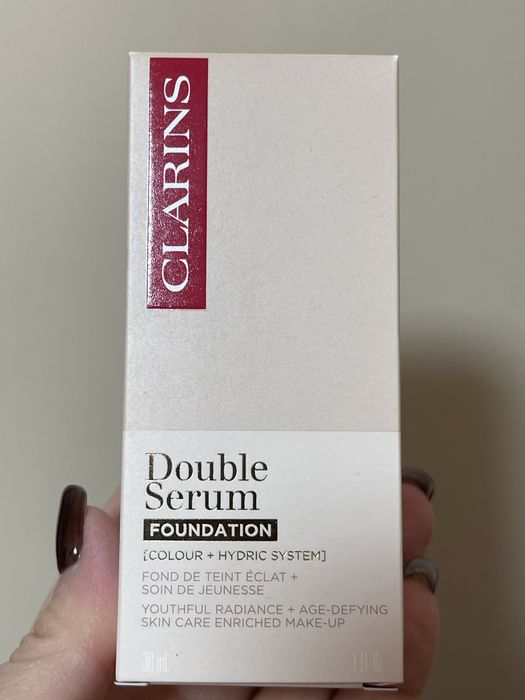 CLARINS
Double
Serum
FOUNDATION
[COLOUR + HYDRIC SYSTEM]
FOND DE TEINT ÉCLAT +
SOIN DE JEUNESSE
YOUTHFUL RADIANCE + AGE-DEFYING
SKIN CARE ENRICHED MAKE-UP
30 mL 1 fl. Oz